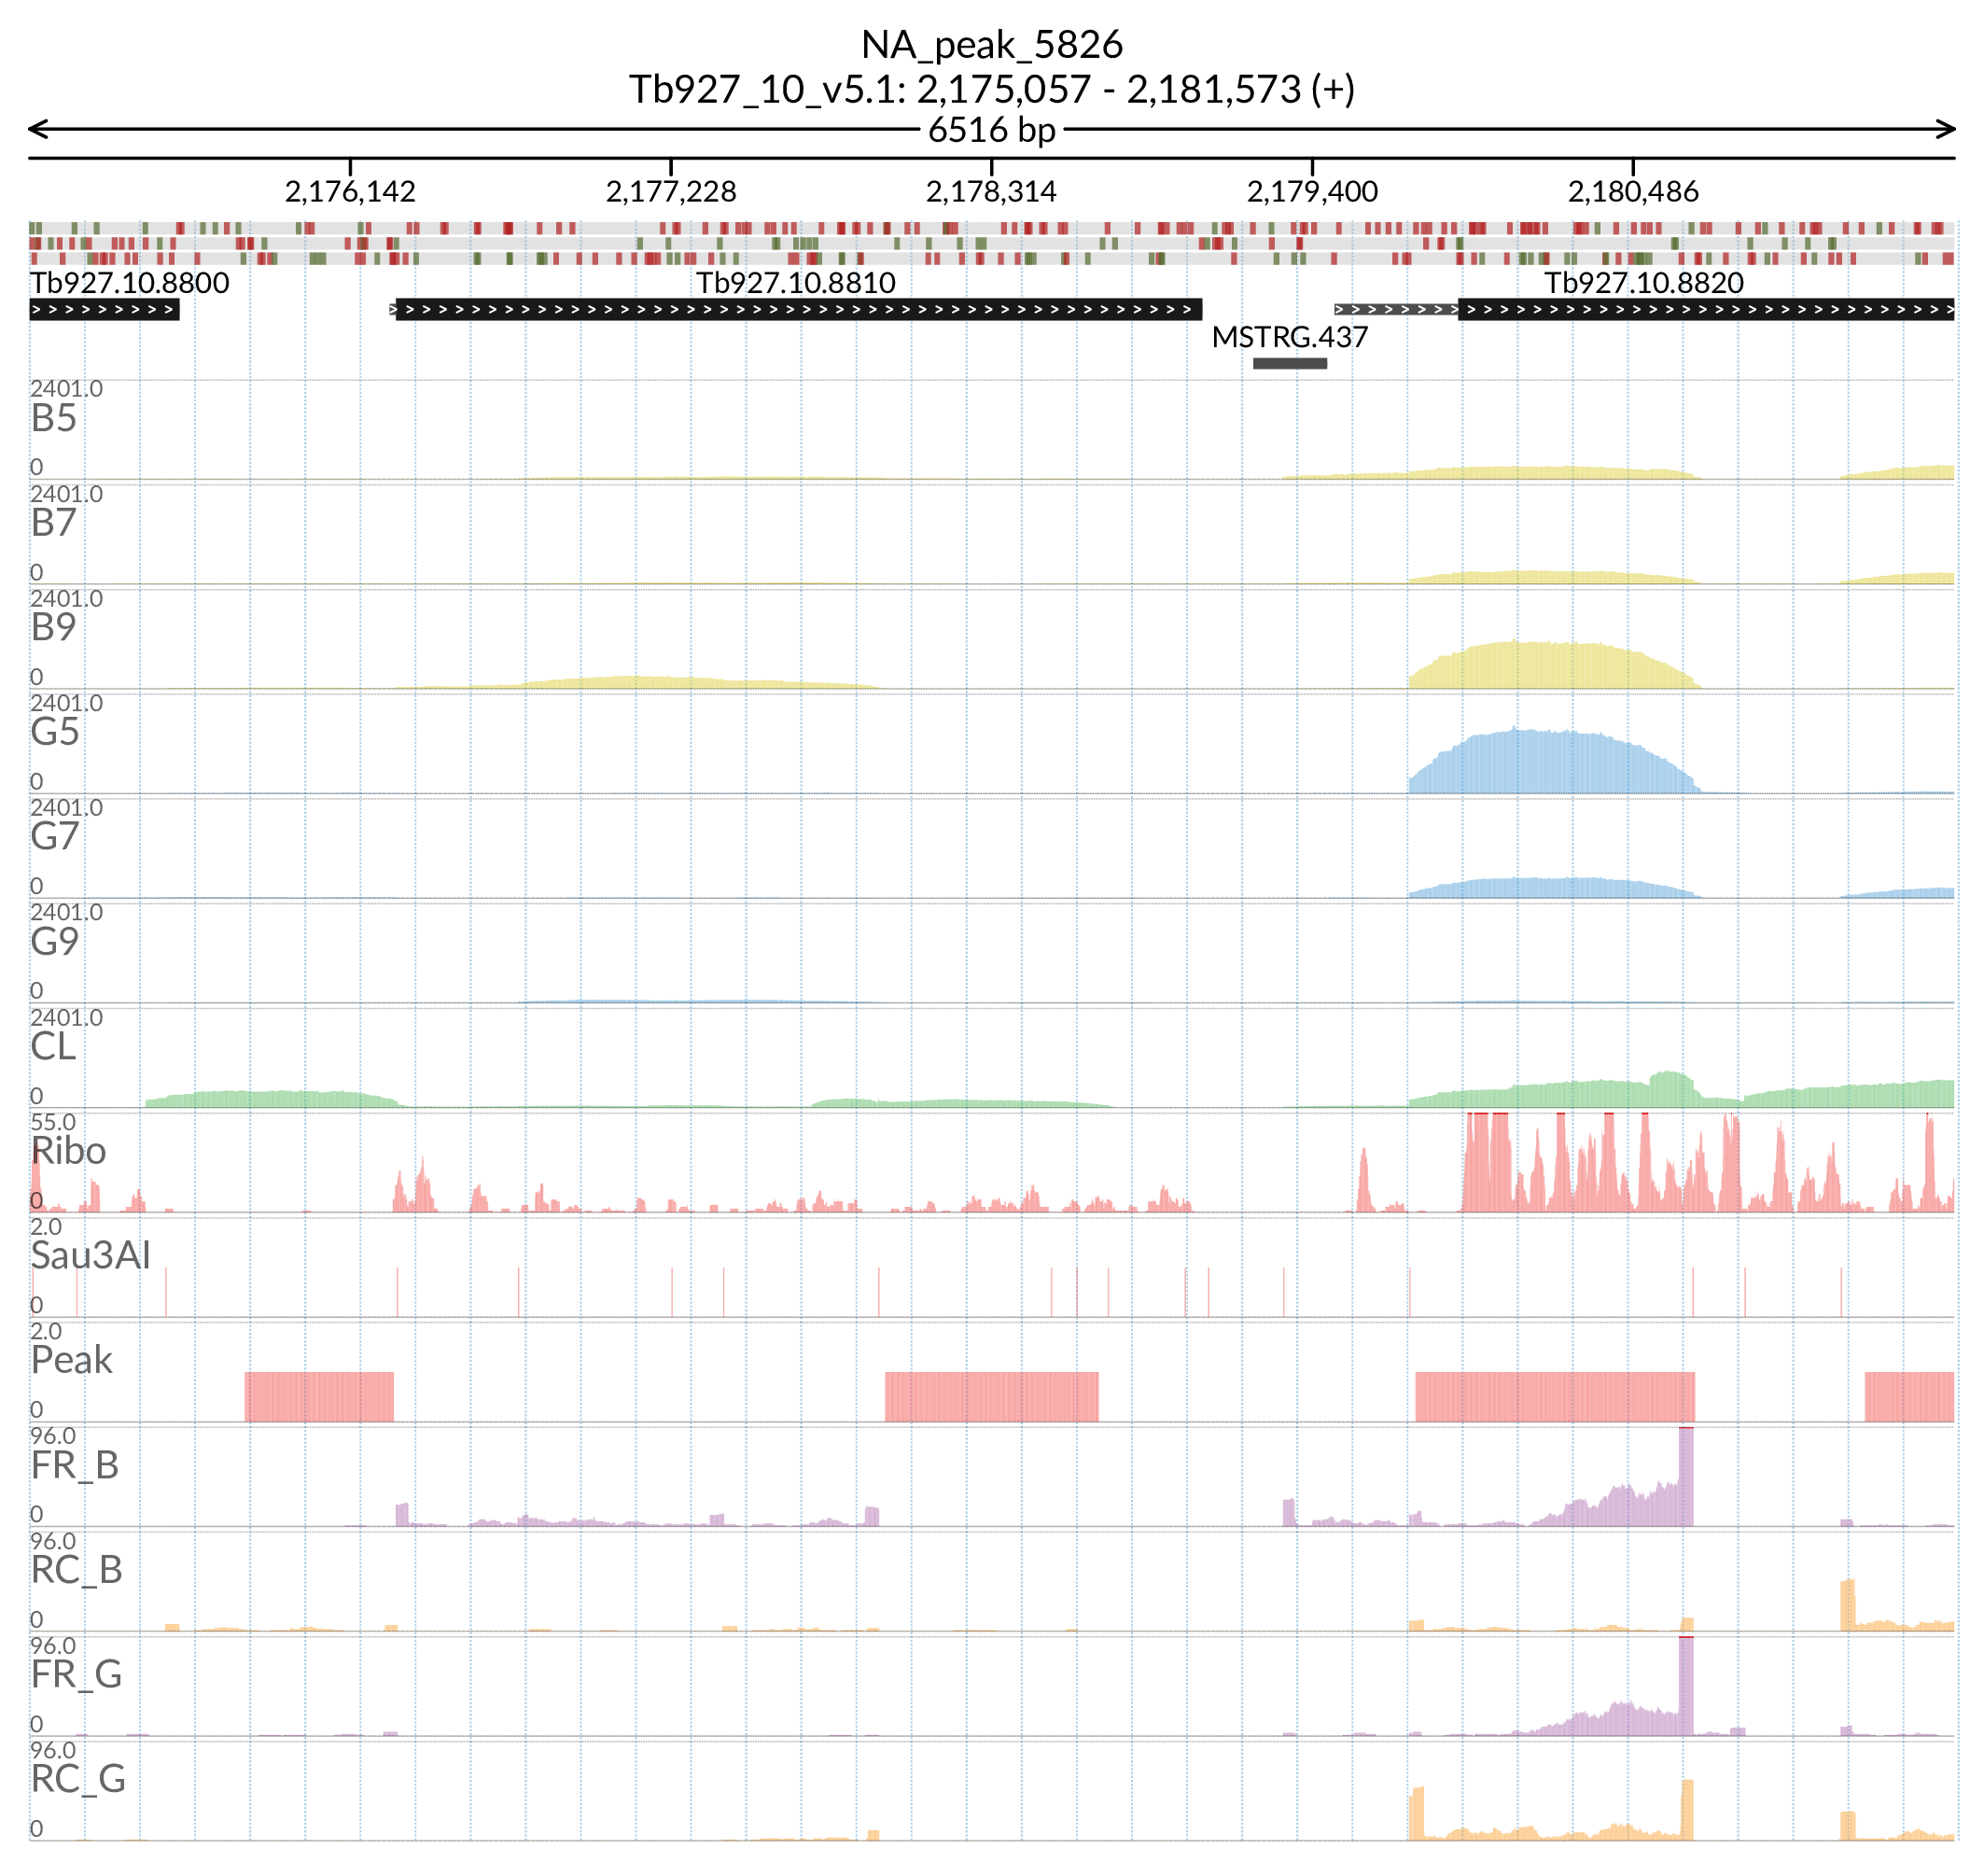 NA_peak_5826
Tb927_10_v5.1: 2,175,057 - 2,181,573 (+)
6516 bp
2,176,142 2,177,228 2,178,314 2,179,400 2,180,486
Tb927.10.8800 Tb927.10.8810 Tb927.10.8820
MSTRG.437
2401.0
B5
0
2401.0
B7
0
2401.0
B9
0
2401.0
G5
0
2401.0
G7
0
2401.0
G9
0
2401.0
CL
0
55.0
Ribo
0
2.0
Sau3AI
0
2.0
Peak
0
96.0
FR_B
0
96.0
RC_B
0
96.0
FR_G
0
96.0
RC_G
0